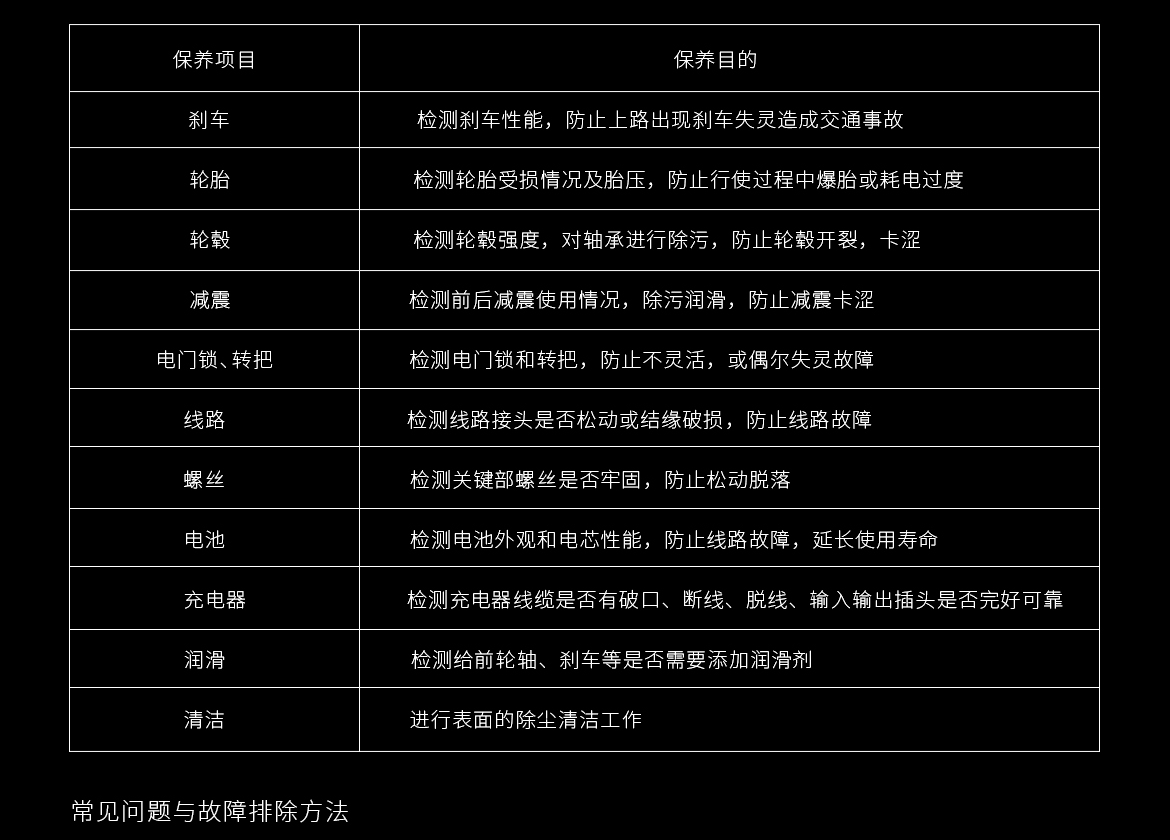 保养项目 保养目的
刹车 检测刹车性能，防止上路出现刹车失灵造成交通事故
轮胎 检测轮胎受损情况及胎压，防止行使过程中爆胎或耗电过度
轮毂 检测轮毂强度，对轴承进行除污，防止轮毂开裂，卡涩
减震 检测前后减震使用情况，除污润滑，防止减震卡涩
电门锁、转把 检测电门锁和转把，防止不灵活，或偶尔失灵故障
线路 检测线路接头是否松动或结缘破损，防止线路故障
螺丝 检测关键部螺丝是否牢固，防止松动脱落
电池 检测电池外观和电芯性能，防止线路故障，延长使用寿命
充电器 检测充电器线缆是否有破口、断线、脱线、输入输出插头是否完好可靠
润滑 检测给前轮轴、刹车等是否需要添加润滑剂
清洁 进行表面的除尘清洁工作
常见问题与故障排除方法